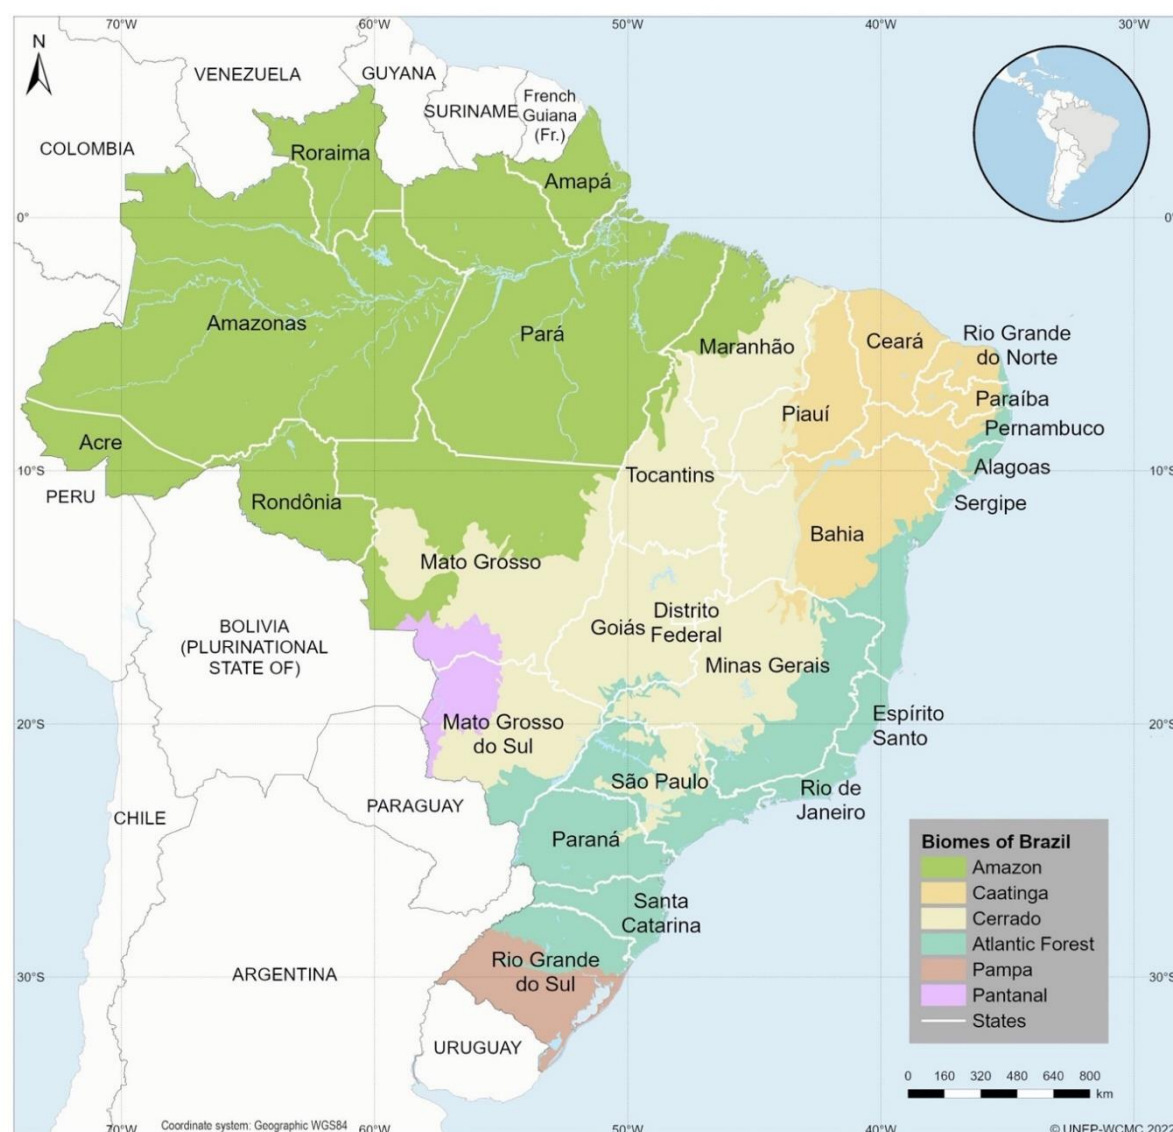 70°W
60°W
50°W
40°W
30°W
N
VENEZUELA
GUYANA
SURINAME
French
Guiana
(Fr.)
COLOMBIA
Roraima
Amapá
0°
0°
Amazonas
Pará
Maranhão
Ceará
Rio Grande
do Norte
Piauí
Paraíba
Pernambuco
Acre
Alagoas
10°S
10°S
Tocantins
PERU
Rondônia
Sergipe
Bahia
Mato Grosso
BOLIVIA
(PLURINATIONAL
STATE OF)
Goiás
Distrito
Federal
Minas Gerais
Espírito
Santo
20°S
20°S
Mato Grosso
do Sul
São Paulo
Rio de
Janeiro
PARAGUAY
CHILE
Paraná
Santa
Catarina
Rio Grande
do Sul
ARGENTINA
30°S
30°S
URUGUAY
Biomes of Brazil
Amazon
Caatinga
Cerrado
Atlantic Forest
Pampa
Pantanal
States
0 160 320 480 640 800
km
70°W
Coordinate system: Geographic WGS84
60°W
50°W
40°W
© UNEP-WCMC 2022